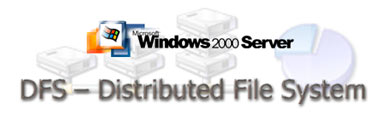 Microsoft
Windows 2000 Server
DFS – Distributed File System